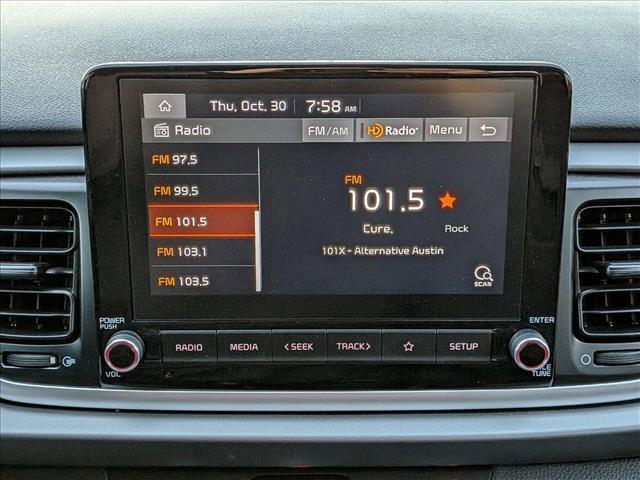 Thu, Oct. 30 7:58 AM
Radio FM/AM HD Radio Menu
FM 97.5
FM 99.5
FM 101.5
FM 103.1
FM 103.5
FM
101.5
Cure, Rock
101X - Alternative Austin
SCAN
POWER
PUSH
VOL
RADIO MEDIA <SEEK TRACK> SETUP
ENTER
TUNE